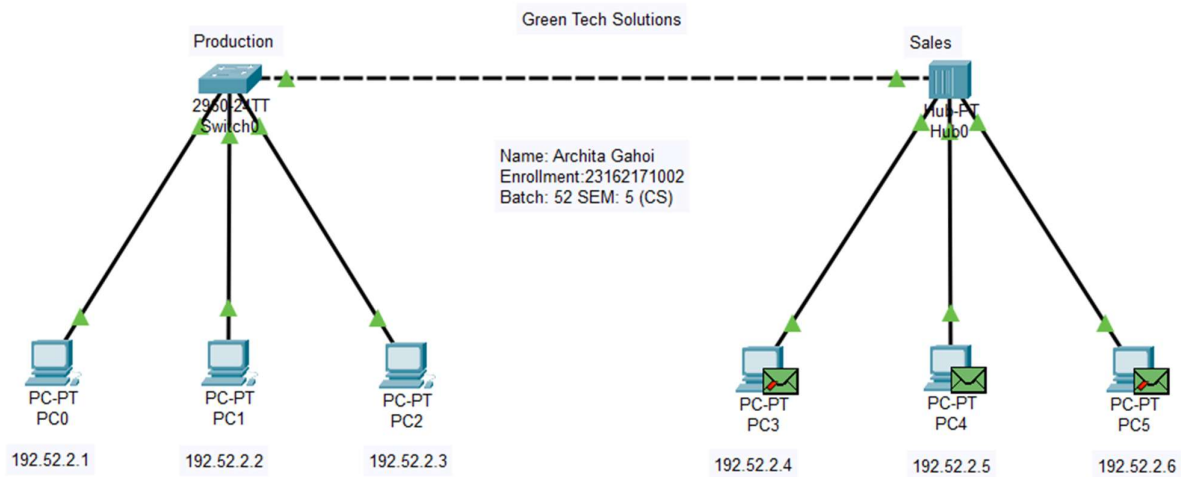 Green Tech Solutions
Production
Sales
2960-24TT
Switch0
Hub-PT
Hub0
Name: Archita Gahoi
Enrollment:23162171002
Batch: 52 SEM: 5 (CS)
PC-PT
PC0
PC-PT
PC1
PC-PT
PC2
PC-PT
PC3
PC-PT
PC4
PC-PT
PC5
192.52.2.1
192.52.2.2
192.52.2.3
192.52.2.4
192.52.2.5
192.52.2.6